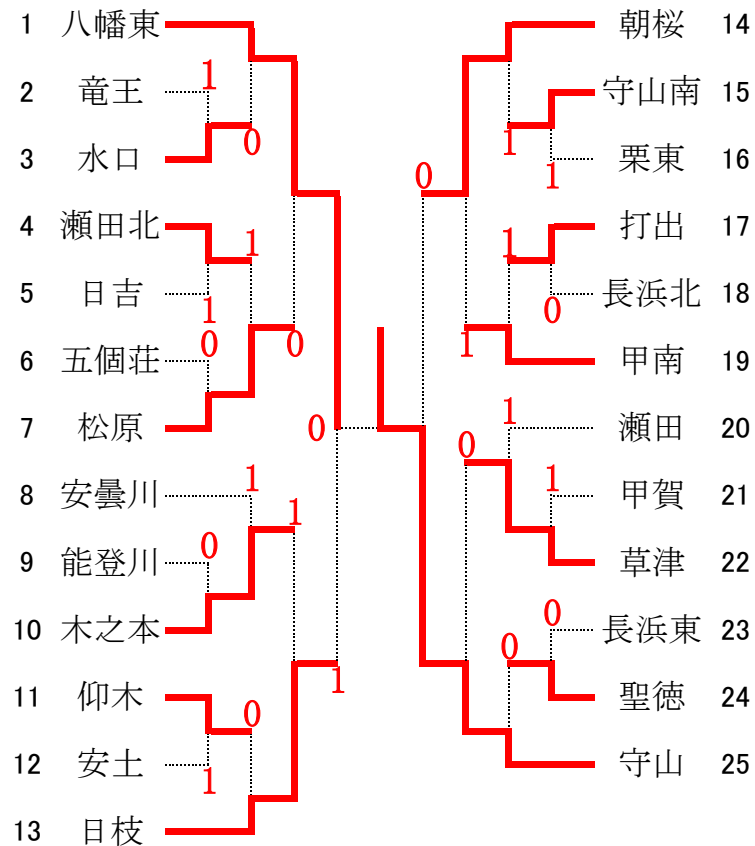 1 八幡東
1
2 竜王
0
3 水口
4 瀬田北
1
5 日吉
1
0
6 五個荘
0
7 松原
0
8 安曇川
1
1
9 能登川
0
10 木之本
11 仰木
1
0
12 安土
1
13 日枝
朝桜 14
守山南 15
1
栗東 16
1
0
打出 17
1
長浜北 18
0
甲南 19
1
瀬田 20
1
0
甲賀 21
1
草津 22
長浜東 23
0
0
聖徳 24
守山 25